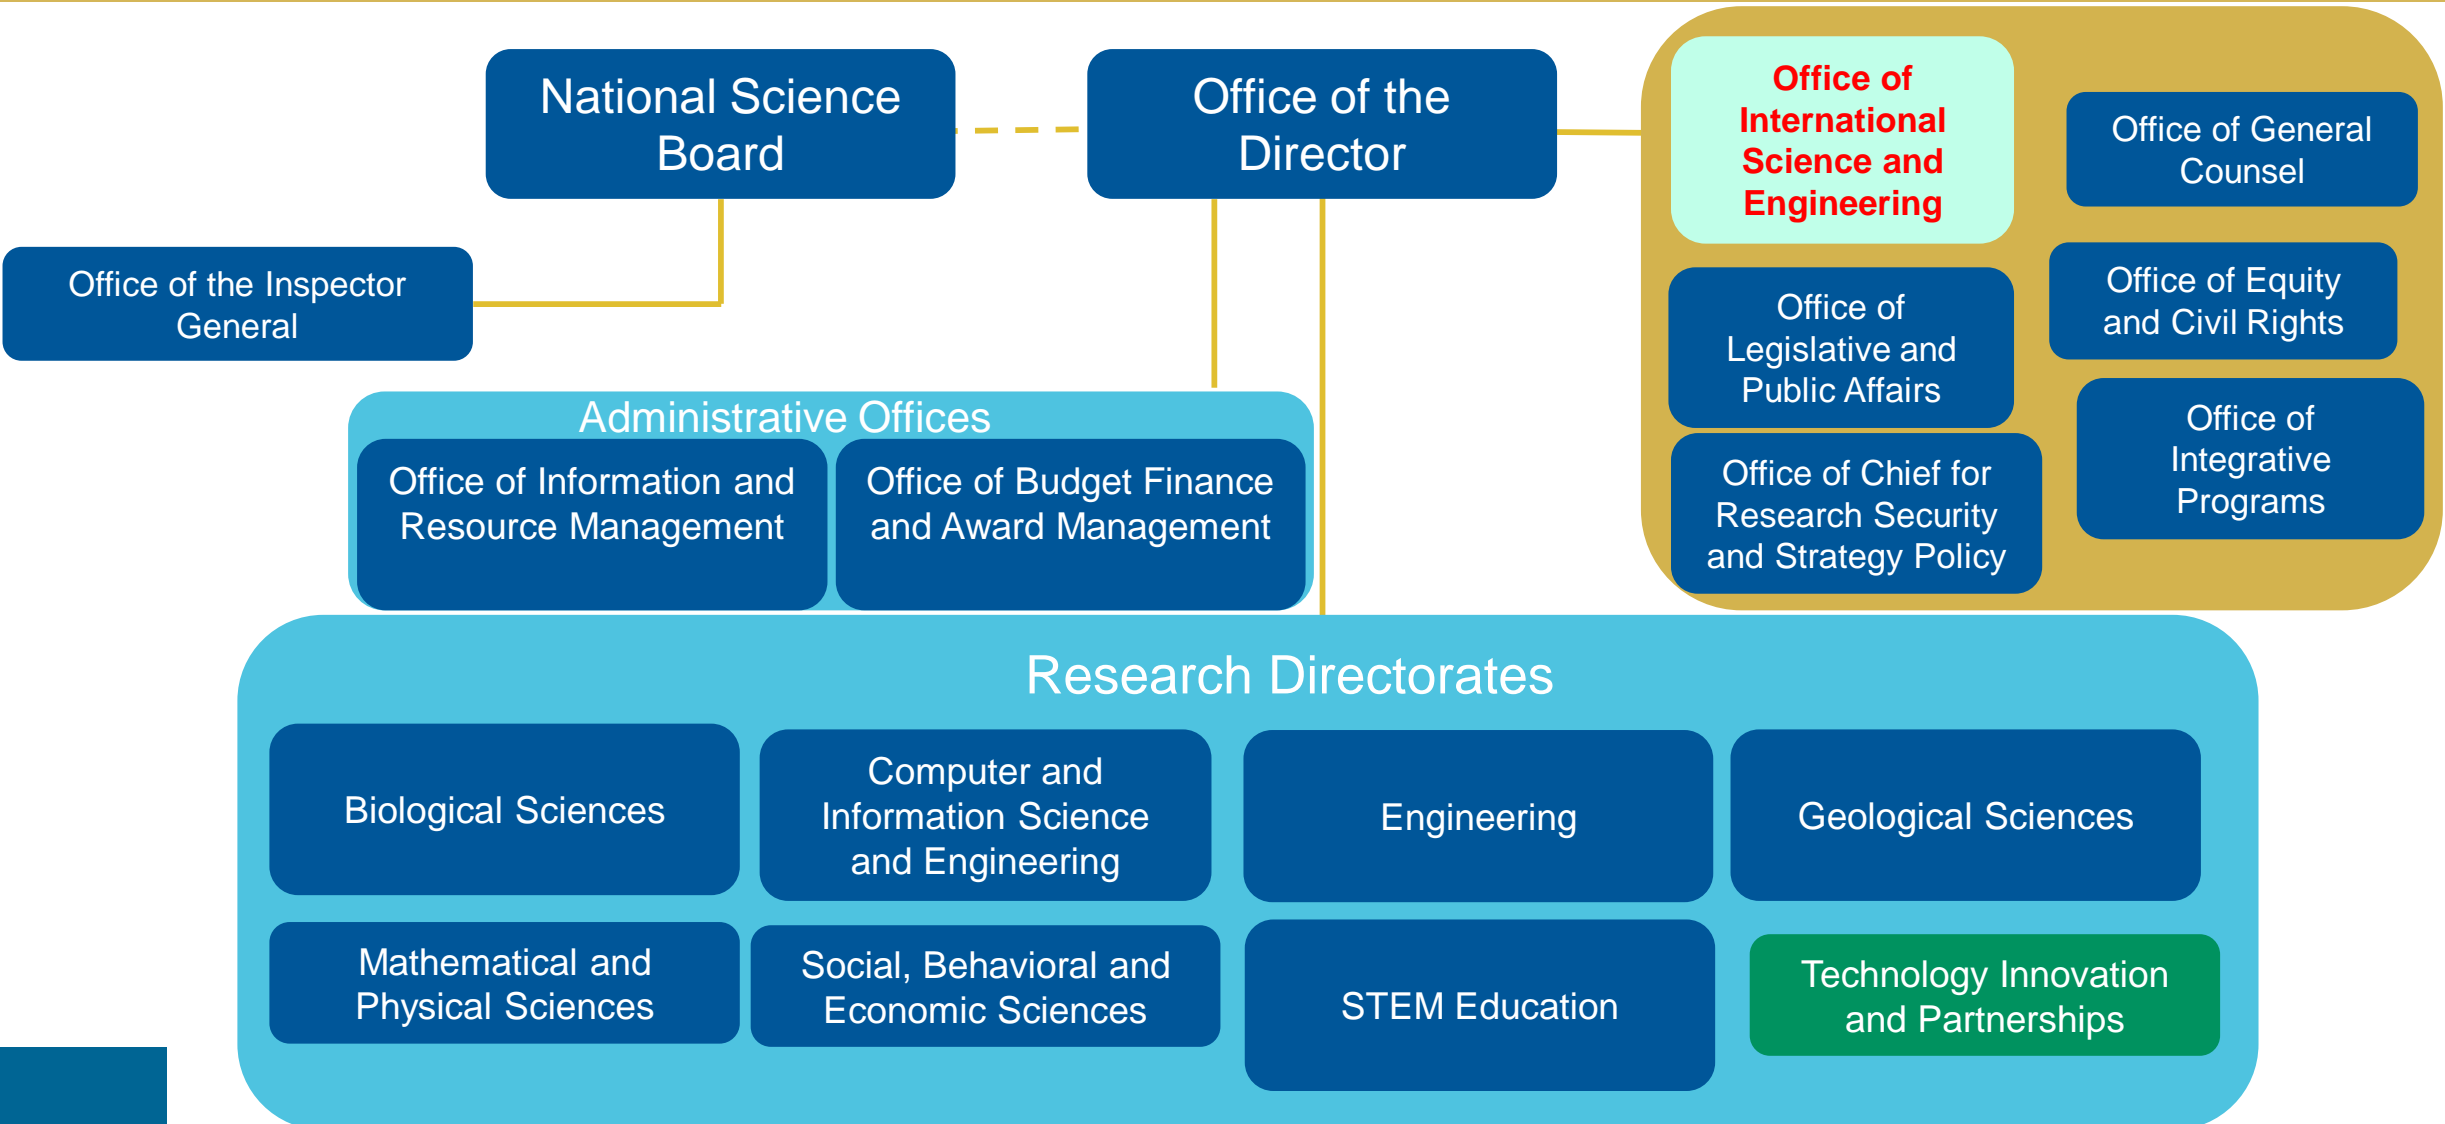 National Science
Board
Office of the
Director
Office of
International
Science and
Engineering
Office of General
Counsel
Office of the Inspector
General
Office of Equity
and Civil Rights
Office of
Legislative and
Public Affairs
Office of
Integrative
Programs
Office of Chief for
Research Security
and Strategy Policy
Administrative Offices
Office of Information and
Resource Management
Office of Budget Finance
and Award Management
Research Directorates
Biological Sciences
Computer and
Information Science
and Engineering
Engineering
Geological Sciences
Mathematical and
Physical Sciences
Social, Behavioral and
Economic Sciences
STEM Education
Technology Innovation
and Partnerships